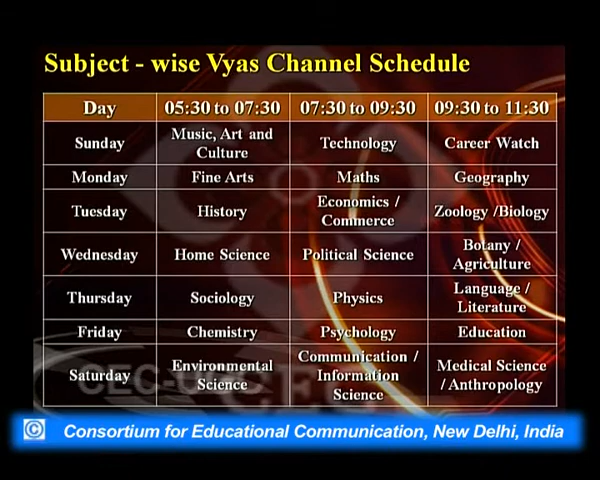 Subject - wise Vyas Channel Schedule
Day 05:30 to 07:30 07:30 to 09:30 09:30 to 11:30
Sunday Music, Art and Culture Technology Career Watch
Monday Fine Arts Maths Geography
Tuesday History Economics / Commerce Zoology /Biology
Wednesday Home Science Political Science Botany / Agriculture
Thursday Sociology Physics Language / Literature
Friday Chemistry Psychology Education
Saturday Environmental Science Communication / Information Science Medical Science / Anthropology
© Consortium for Educational Communication, New Delhi, India